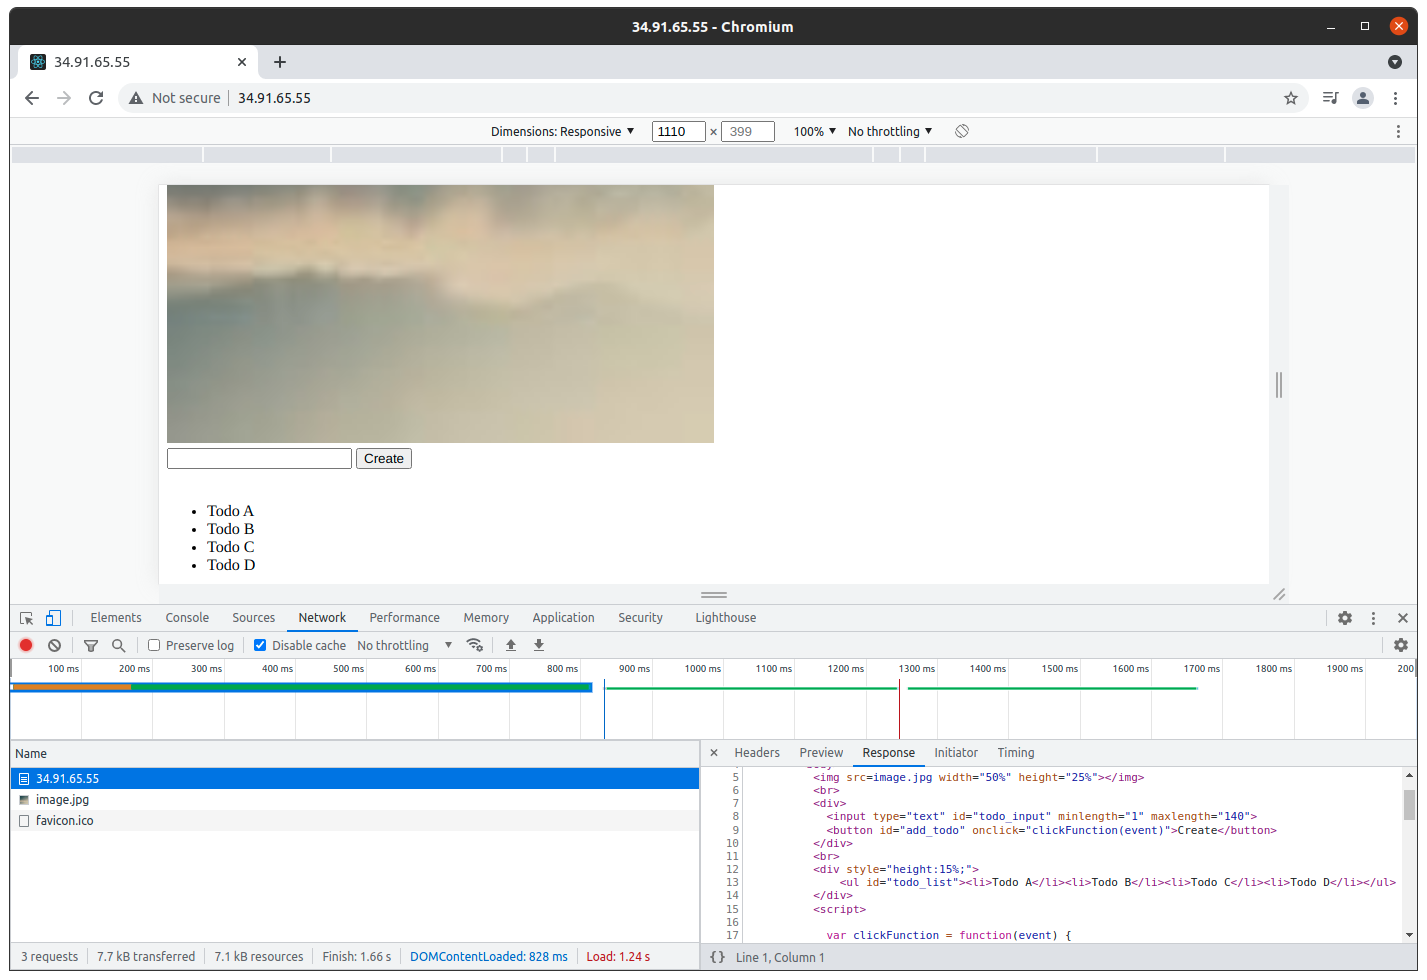 34.91.65.55 - Chromium
34.91.65.55
Not secure 34.91.65.55
Dimensions: Responsive 1110 × 399 100% No throttling
Create
Todo A
Todo B
Todo C
Todo D
Elements Console Sources Network Performance Memory Application Security Lighthouse
Preserve log Disable cache No throttling
100 ms 200 ms 300 ms 400 ms 500 ms 600 ms 700 ms 800 ms 900 ms 1000 ms 1100 ms 1200 ms 1300 ms 1400 ms 1500 ms 1600 ms 1700 ms 1800 ms 1900 ms 200
Name
34.91.65.55
image.jpg
favicon.ico
Headers Preview Response Initiator Timing
5 <img src=image.jpg width="50%" height="25%"></img>
6 <br>
7 <div>
8 <input type="text" id="todo_input" minlength="1" maxlength="140">
9 <button id="add_todo" onclick="clickFunction(event)">Create</button>
10 </div>
11 <br>
12 <div style="height:15%;">
13 <ul id="todo_list"><li>Todo A</li><li>Todo B</li><li>Todo C</li><li>Todo D</li></ul>
14 </div>
15 <script>
16
17 var clickFunction = function(event) {
3 requests 7.7 kB transferred 7.1 kB resources Finish: 1.66 s DOMContentLoaded: 828 ms Load: 1.24 s
{} Line 1, Column 1